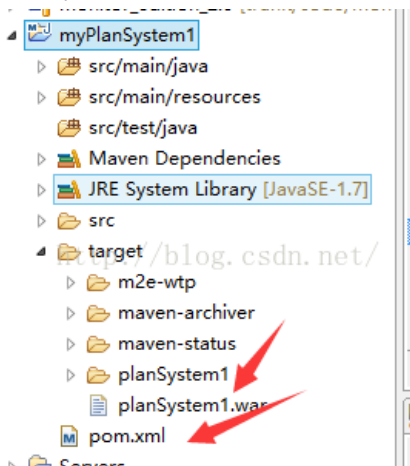 myPlanSystem1
src/main/java
src/main/resources
src/test/java
Maven Dependencies
JRE System Library [JavaSE-1.7]
src
target
http://blog.csdn.net/
m2e-wtp
maven-archiver
maven-status
planSystem1
planSystem1.war
pom.xml
Servers